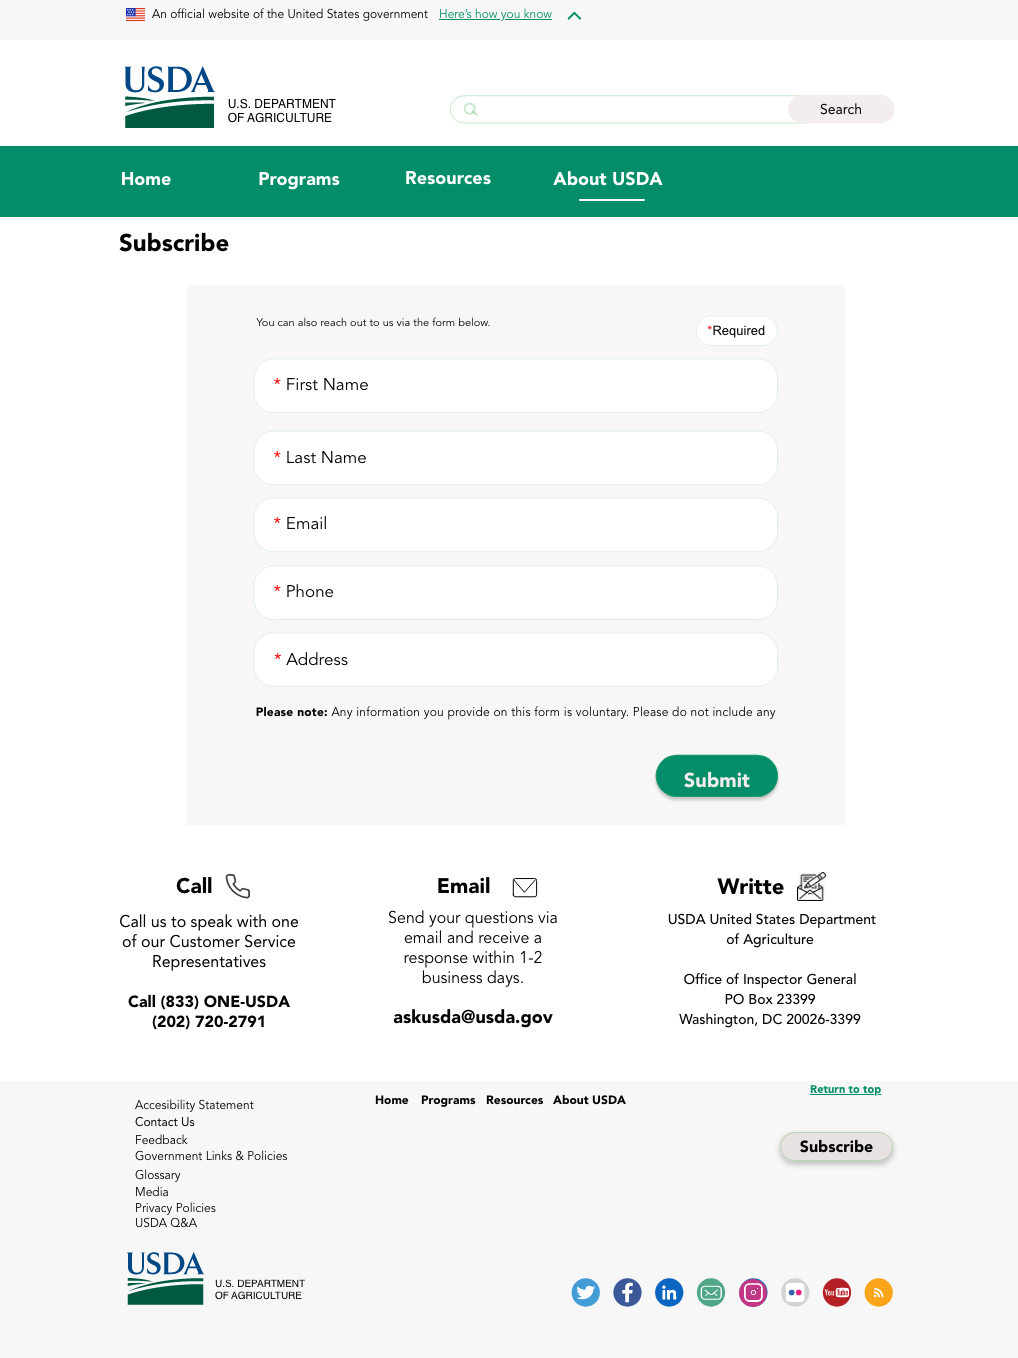 An official website of the United States government Here's how you know
USDA
U.S. DEPARTMENT
OF AGRICULTURE
Search
Home Programs Resources About USDA
Subscribe
You can also reach out to us via the form below.
*Required
* First Name
* Last Name
* Email
* Phone
* Address
Please note: Any information you provide on this form is voluntary. Please do not include any
Submit
Call
Call us to speak with one
of our Customer Service
Representatives
Call (833) ONE-USDA
(202) 720-2791
Email
Send your questions via
email and receive a
response within 1-2
business days.
askusda@usda.gov
Writte
USDA United States Department
of Agriculture
Office of Inspector General
PO Box 23399
Washington, DC 20026-3399
Return to top
Home Programs Resources About USDA
Accesibility Statement
Contact Us
Feedback
Government Links & Policies
Glossary
Media
Privacy Policies
USDA Q&A
Subscribe
USDA
U.S. DEPARTMENT
OF AGRICULTURE
in
You Tube